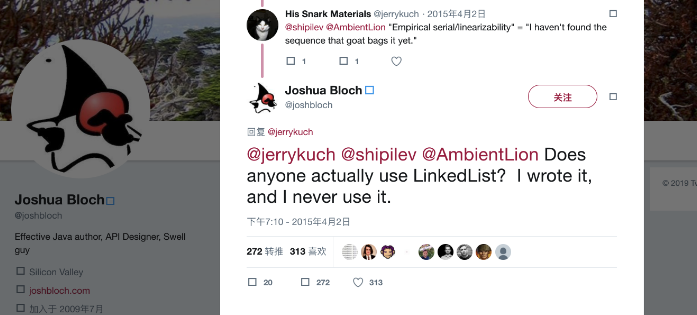 His Snark Materials @jerrykuch · 2015年4月2日
@shipilev @AmbientLion "Empirical serial/linearizability" = "I haven't found the
sequence that goat bags it yet."
1 1
Joshua Bloch
@joshbloch
关注
回复 @jerrykuch
@jerrykuch @shipilev @AmbientLion Does
anyone actually use LinkedList? I wrote it,
and I never use it.
下午7:10 - 2015年4月2日
272 转推 313 喜欢
20 272 313
Joshua Bloch
@joshbloch
Effective Java author, API Designer, Swell
guy
Silicon Valley
joshbloch.com
加入于 2009年7月
© 2019 Tw